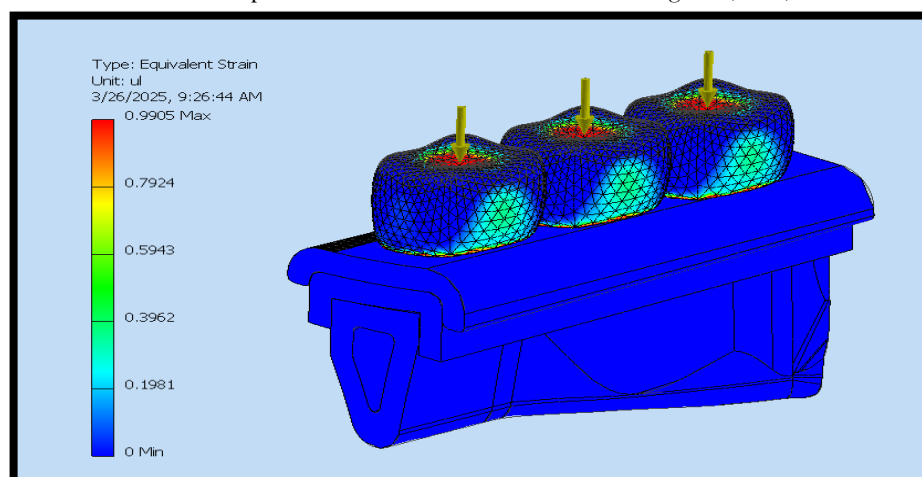 Type: Equivalent Strain
Unit: ul
3/26/2025, 9:26:44 AM
0.9905 Max
0.7924
0.5943
0.3962
0.1981
0 Min